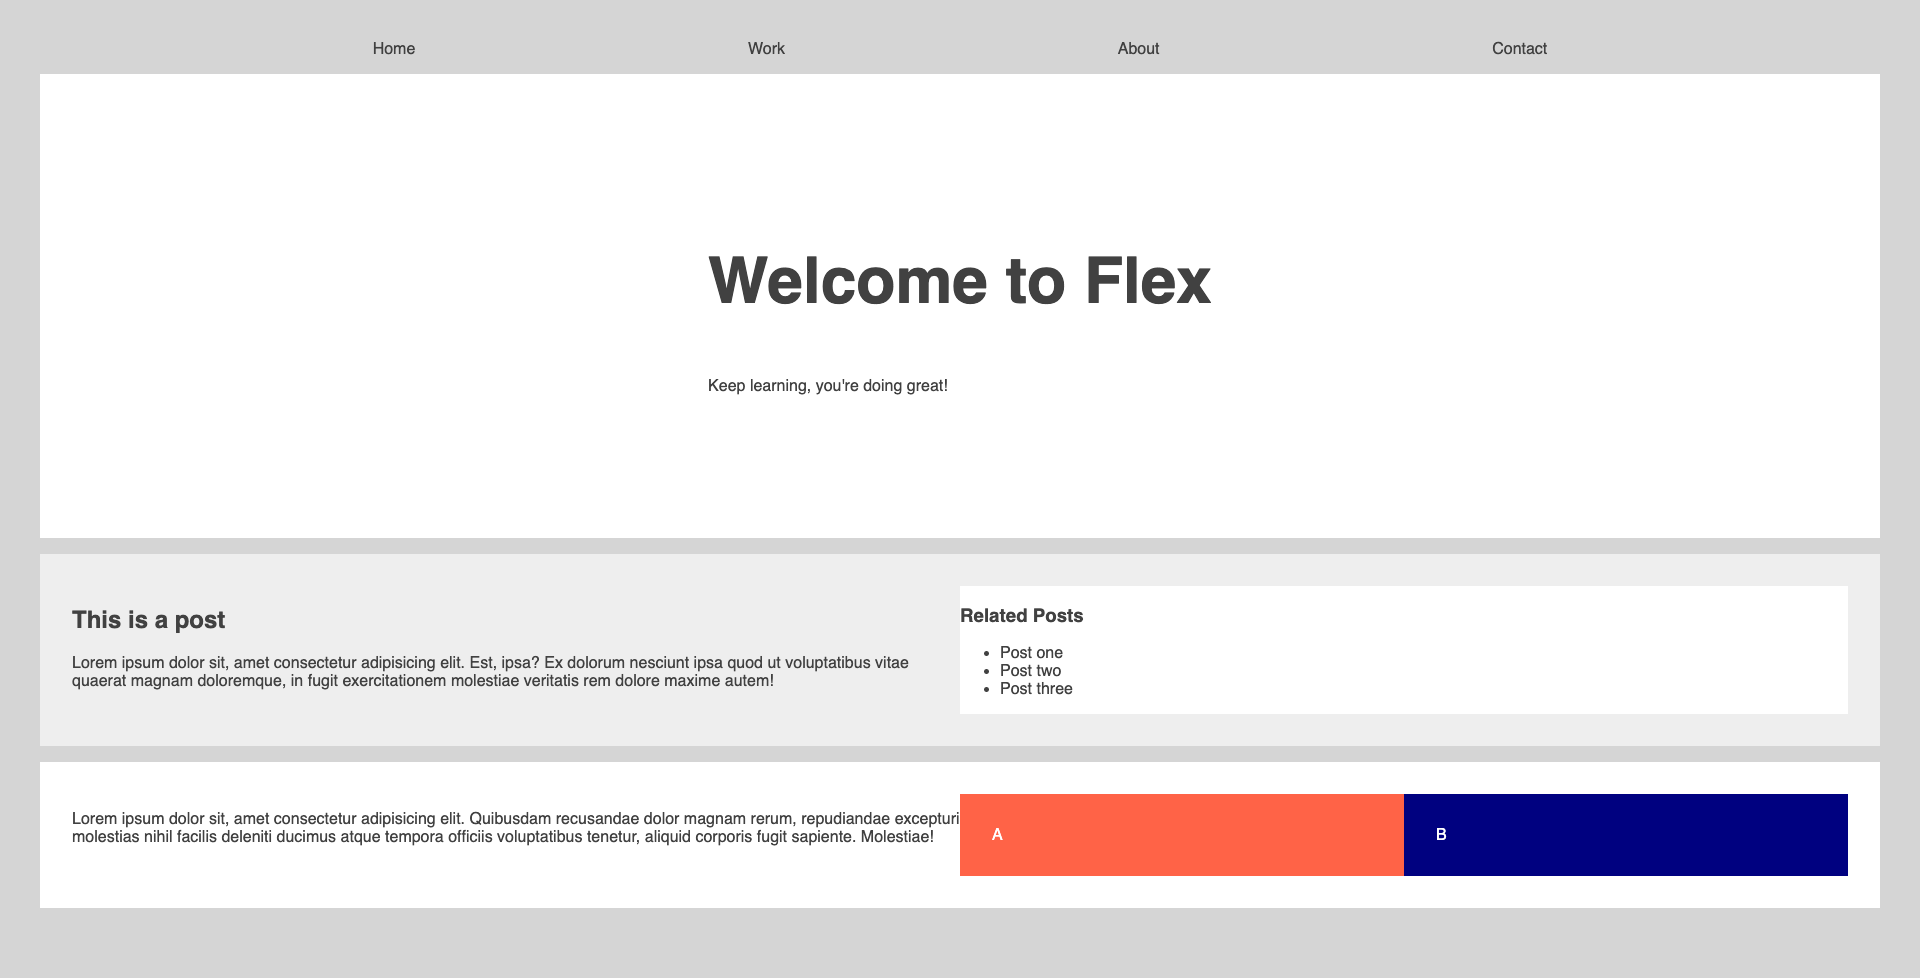 Home Work About Contact
Welcome to Flex
Keep learning, you're doing great!
This is a post
Lorem ipsum dolor sit, amet consectetur adipisicing elit. Est, ipsa? Ex dolorum nesciunt ipsa quod ut voluptatibus vitae
quaerat magnam doloremque, in fugit exercitationem molestiae veritatis rem dolore maxime autem!
Related Posts
• Post one
• Post two
• Post three
Lorem ipsum dolor sit, amet consectetur adipisicing elit. Quibusdam recusandae dolor magnam rerum, repudiandae excepturi
molestias nihil facilis deleniti ducimus atque tempora officiis voluptatibus tenetur, aliquid corporis fugit sapiente. Molestiae!
A
B